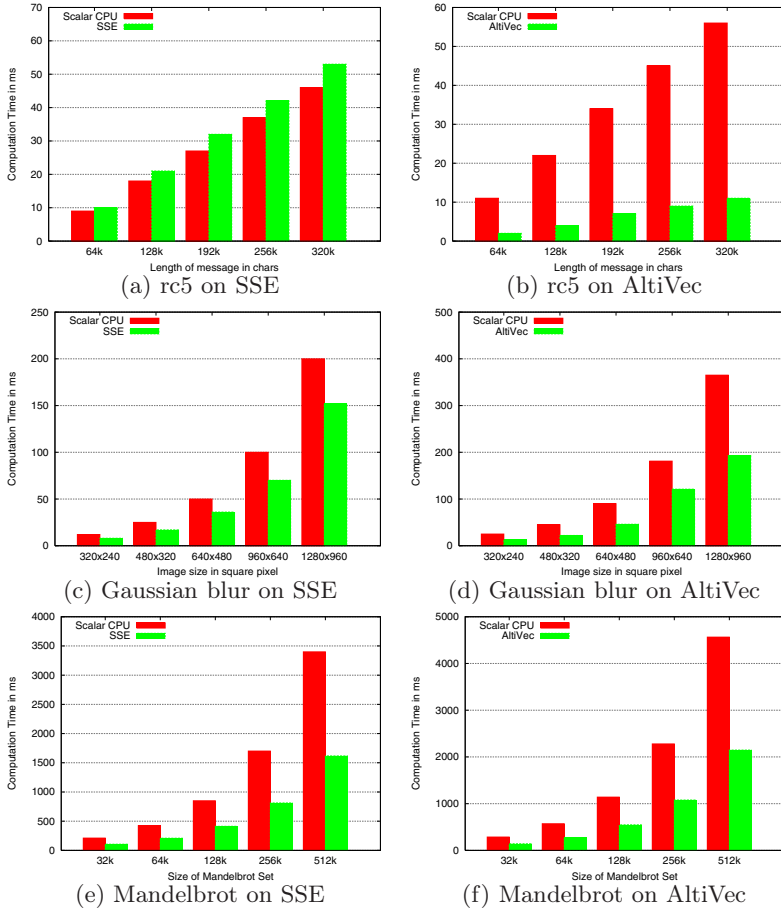 Scalar CPU
SSE
Computation Time in ms
70
60
50
40
30
20
10
0
64k 128k 192k 256k 320k
Length of message in chars
(a) rc5 on SSE
Scalar CPU
AltiVec
Computation Time in ms
60
50
40
30
20
10
0
64k 128k 192k 256k 320k
Length of message in chars
(b) rc5 on AltiVec
Scalar CPU
SSE
Computation Time in ms
250
200
150
100
50
0
320x240 480x320 640x480 960x640 1280x960
Image size in square pixel
(c) Gaussian blur on SSE
Scalar CPU
AltiVec
Computation Time in ms
500
400
300
200
100
0
320x240 480x320 640x480 960x640 1280x960
Image size in square pixel
(d) Gaussian blur on AltiVec
Scalar CPU
SSE
Computation Time in ms
4000
3500
3000
2500
2000
1500
1000
500
0
32k 64k 128k 256k 512k
Size of Mandelbrot Set
(e) Mandelbrot on SSE
Scalar CPU
AltiVec
Computation Time in ms
5000
4000
3000
2000
1000
0
32k 64k 128k 256k 512k
Size of Mandelbrot Set
(f) Mandelbrot on AltiVec